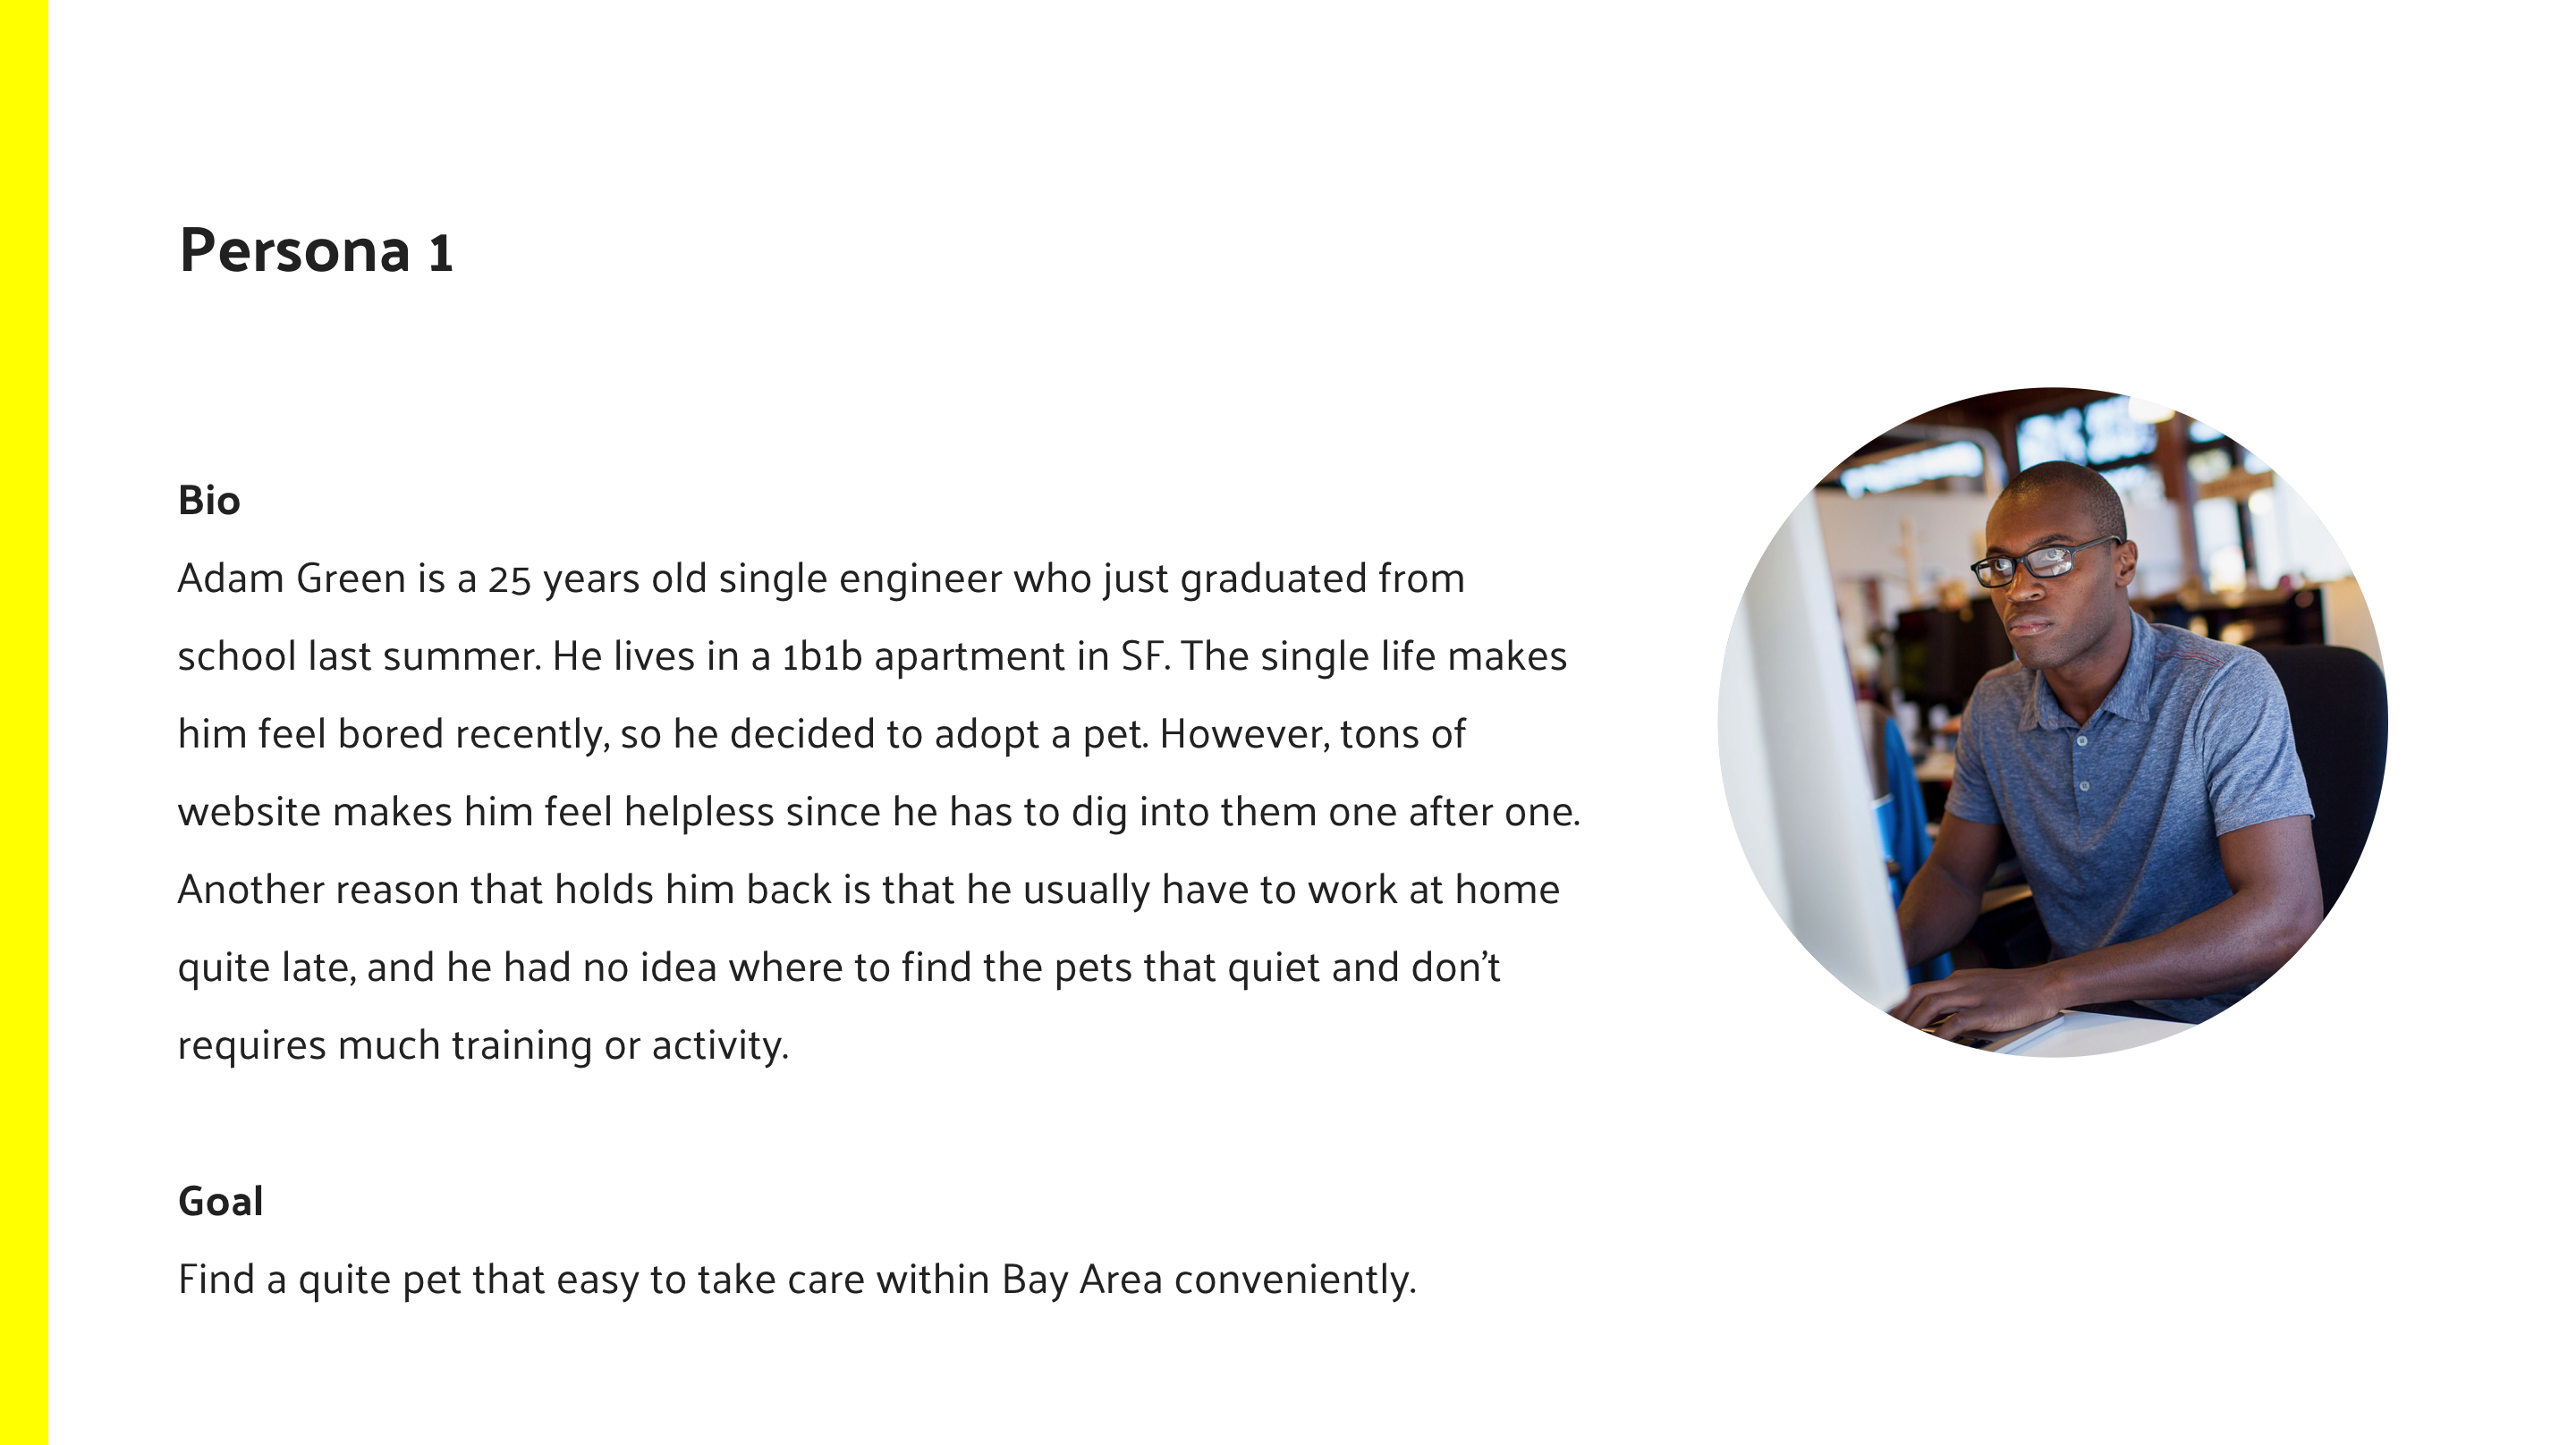 Persona 1
Bio
Adam Green is a 25 years old single engineer who just graduated from
school last summer. He lives in a 1b1b apartment in SF. The single life makes
him feel bored recently, so he decided to adopt a pet. However, tons of
website makes him feel helpless since he has to dig into them one after one.
Another reason that holds him back is that he usually have to work at home
quite late, and he had no idea where to find the pets that quiet and don’t
requires much training or activity.
Goal
Find a quite pet that easy to take care within Bay Area conveniently.